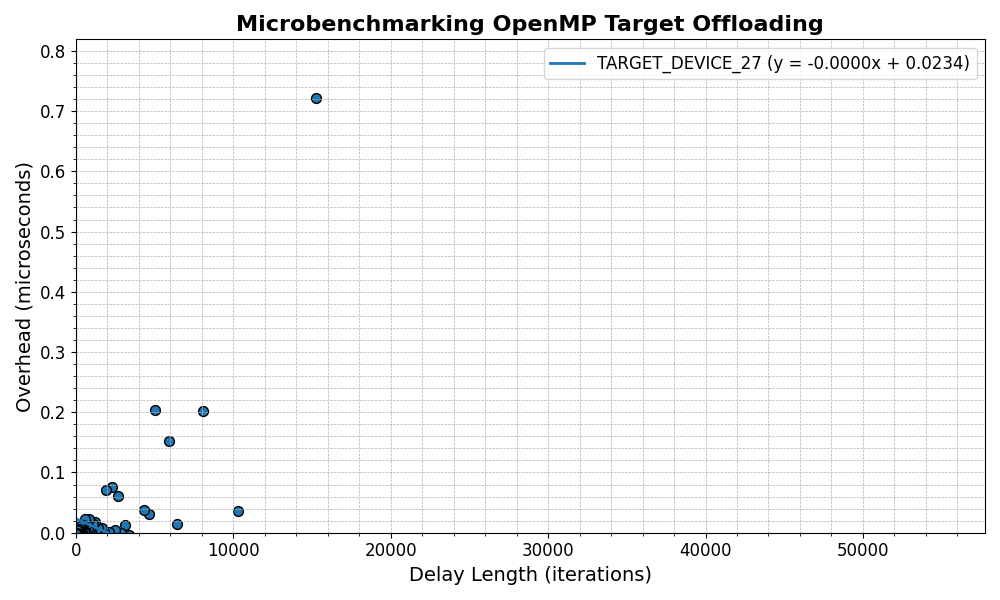 Microbenchmarking OpenMP Target Offloading
TARGET_DEVICE_27 (y = -0.0000x + 0.0234)
Overhead (microseconds)
0.8
0.7
0.6
0.5
0.4
0.3
0.2
0.1
0.0
0 10000 20000 30000 40000 50000
Delay Length (iterations)